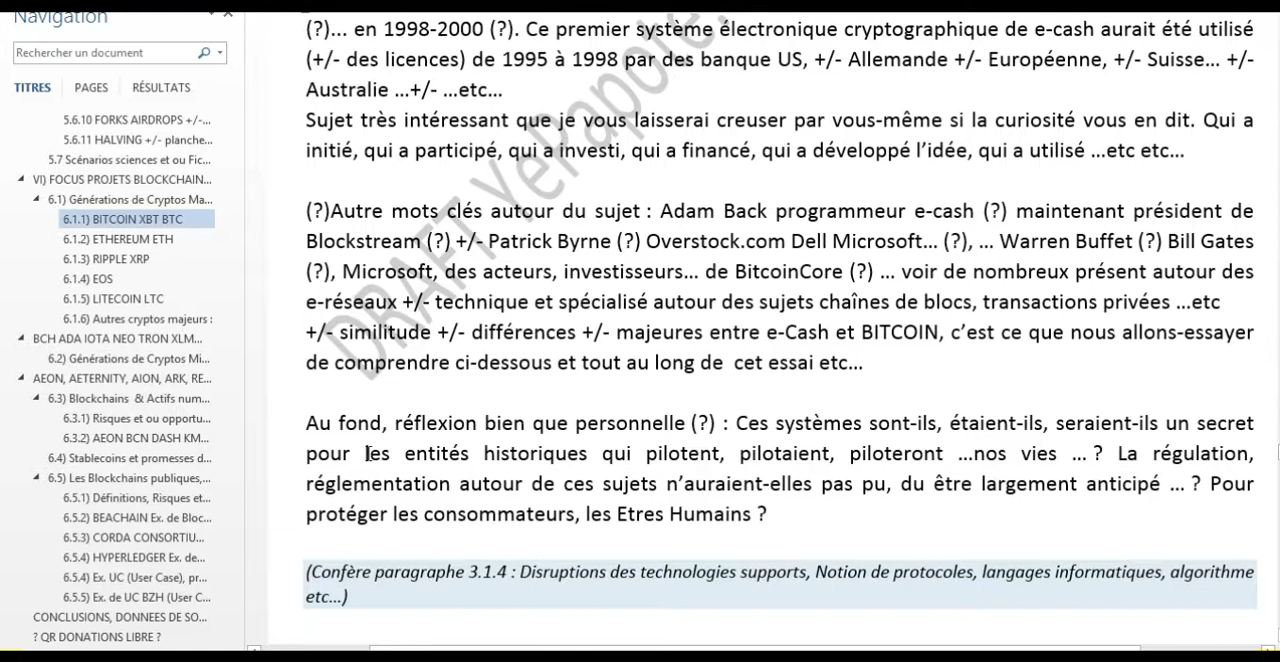 Navigation
Rechercher un document
TITRES PAGES RÉSULTATS
5.6.10 FORKS AIRDROPS +/-...
5.6.11 HALVING +/- planche...
5.7 Scénarios sciences et ou Fic...
VI) FOCUS PROJETS BLOCKCHAIN...
6.1) Générations de Cryptos Ma...
6.1.1) BITCOIN XBT BTC
6.1.2) ETHEREUM ETH
6.1.3) RIPPLE XRP
6.1.4) EOS
6.1.5) LITECOIN LTC
6.1.6) Autres cryptos majeurs :
BCH ADA IOTA NEO TRON XLM...
6.2) Générations de Cryptos Mi...
AEON, AETERNITY, AION, ARK, RE...
6.3) Blockchains & Actifs num...
6.3.1) Risques et ou opportu...
6.3.2) AEON BCN DASH KM...
6.4) Stablecoins et promesses d...
6.5) Les Blockchains publiques,...
6.5.1) Définitions, Risques et...
6.5.2) BEACHAIN Ex. de Bloc...
6.5.3) CORDA CONSORTIU...
6.5.4) HYPERLEDGER Ex. de...
6.5.4) Ex. UC (User Case), pr...
6.5.5) Ex. de UC BZH (User C...
CONCLUSIONS, DONNEES DE SO...
? QR DONATIONS LIBRE ?
(?)... en 1998-2000 (?). Ce premier système électronique cryptographique de e-cash aurait été utilisé
(+/- des licences) de 1995 à 1998 par des banque US, +/- Allemande +/- Européenne, +/- Suisse... +/-
Australie ...+/- ...etc...
Sujet très intéressant que je vous laisserai creuser par vous-même si la curiosité vous en dit. Qui a
initié, qui a participé, qui a investi, qui a financé, qui a développé l'idée, qui a utilisé ...etc etc...
(?)Autre mots clés autour du sujet : Adam Back programmeur e-cash (?) maintenant président de
Blockstream (?) +/- Patrick Byrne (?) Overstock.com Dell Microsoft... (?), ... Warren Buffet (?) Bill Gates
(?), Microsoft, des acteurs, investisseurs... de BitcoinCore (?) ... voir de nombreux présent autour des
e-réseaux +/- technique et spécialisé autour des sujets chaînes de blocs, transactions privées ...etc
+/- similitude +/- différences +/- majeures entre e-Cash et BITCOIN, c'est ce que nous allons-essayer
de comprendre ci-dessous et tout au long de cet essai etc...
Au fond, réflexion bien que personnelle (?) : Ces systèmes sont-ils, étaient-ils, seraient-ils un secret
pour les entités historiques qui pilotent, pilotaient, piloteront ...nos vies ... ? La régulation,
réglementation autour de ces sujets n'auraient-elles pas pu, du être largement anticipé ... ? Pour
protéger les consommateurs, les Etres Humains ?
(Confère paragraphe 3.1.4 : Disruptions des technologies supports, Notion de protocoles, langages informatiques, algorithme
etc...)
DRAFT YePapote